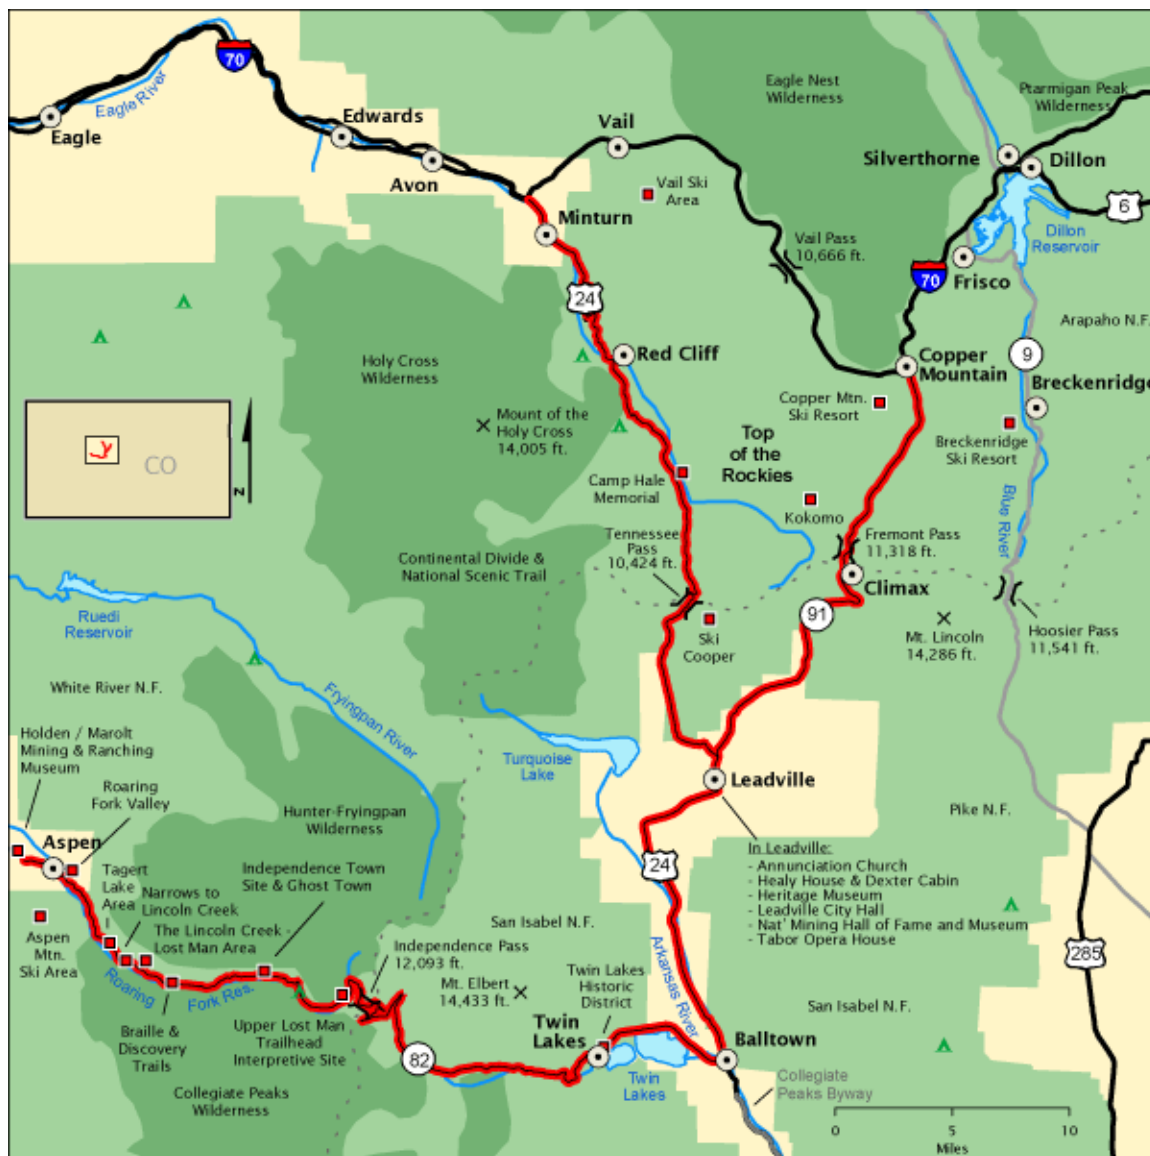 Eagle Nest
Wilderness
Ptarmigan Peak
Wilderness
70
Eagle River
Eagle
Edwards
Avon
Vail
Vail Ski
Area
Silverthorne
Dillon
6
Minturn
Vail Pass
10,666 ft.
Dillon
Reservoir
70
Frisco
24
Arapaho N.F.
Red Cliff
Holy Cross
Wilderness
Copper
Mountain
9
Breckenridge
Copper Mtn.
Ski Resort
Mount of the
Holy Cross
14,005 ft.
Top
of the
Rockies
Breckenridge
Ski Resort
CO
N
Camp Hale
Memorial
Kokomo
Blue River
Tennessee
Pass
10,424 ft.
Fremont Pass
11,318 ft.
Continental Divide &
National Scenic Trail
Climax
91
Ruedi
Reservoir
Ski
Cooper
Mt. Lincoln
14,286 ft.
Hoosier Pass
11,541 ft.
White River N.F.
Fryingpan River
Holden / Marolt
Mining & Ranching
Museum
Turquoise
Lake
Leadville
Roaring
Fork Valley
Hunter-Fryingpan
Wilderness
Pike N.F.
Aspen
Tagert
Lake
Area
Independence Town
Site & Ghost Town
24
In Leadville:
- Annunciation Church
- Healy House & Dexter Cabin
- Heritage Museum
- Leadville City Hall
- Nat' Mining Hall of Fame and Museum
- Tabor Opera House
Narrows to
Lincoln Creek
The Lincoln Creek -
Lost Man Area
San Isabel N.F.
Aspen
Mtn.
Ski Area
Independence Pass
12,093 ft.
Arkansas River
285
Roaring
Fork Res.
Mt. Elbert
14,433 ft.
Twin Lakes
Historic
District
San Isabel N.F.
Braille &
Discovery
Trails
Upper Lost Man
Trailhead
Interpretive Site
82
Twin
Lakes
Balltown
Twin
Lakes
Collegiate
Peaks Byway
Collegiate Peaks
Wilderness
0 5 10
Miles